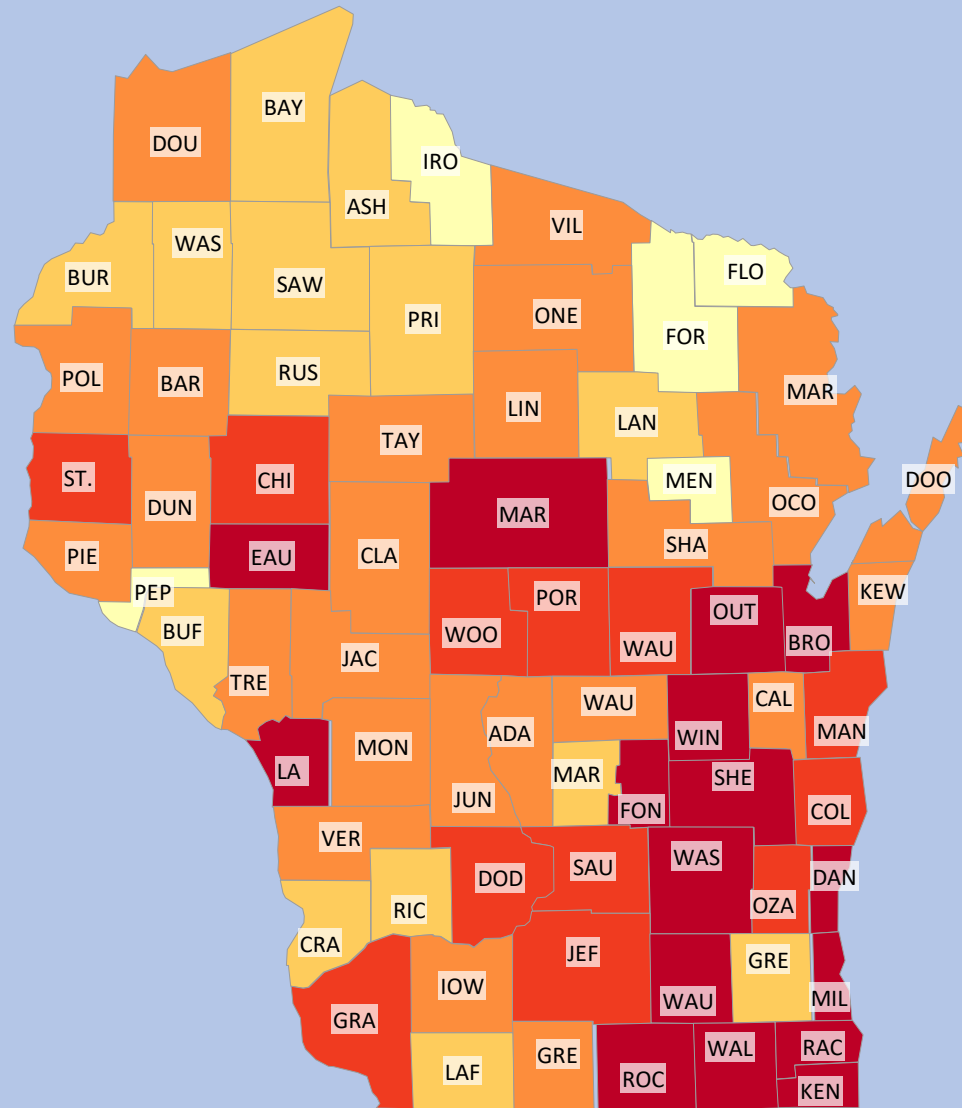 BAY
DOU
IRO
ASH
VIL
WAS
FLO
BUR
SAW
ONE
PRI
FOR
RUS
POL
BAR
MAR
LIN
LAN
TAY
ST.
CHI
MEN
DOO
DUN
MAR
OCO
SHA
PIE
EAU
CLA
PEP
KEW
POR
OUT
BUF
WOO
WAU
BRO
JAC
TRE
WAU
CAL
ADA
MAN
WIN
MON
LA
MAR
SHE
JUN
FON
COL
VER
WAS
SAU
DOD
DAN
OZA
RIC
CRA
JEF
GRE
IOW
WAU
MIL
GRA
WAL
RAC
GRE
LAF
ROC
KEN